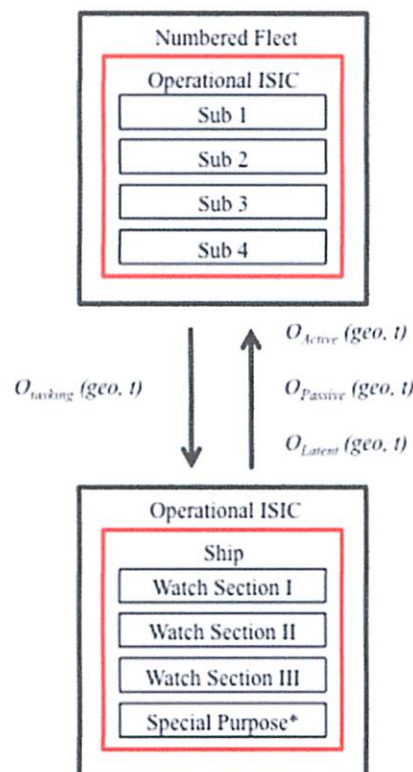 Numbered Fleet
Operational ISIC
Sub 1
Sub 2
Sub 3
Sub 4
O_Active (geo, t)
O_tasking (geo, t)
O_Passive (geo, t)
O_Latent (geo, t)
Operational ISIC
Ship
Watch Section I
Watch Section II
Watch Section III
Special Purpose*